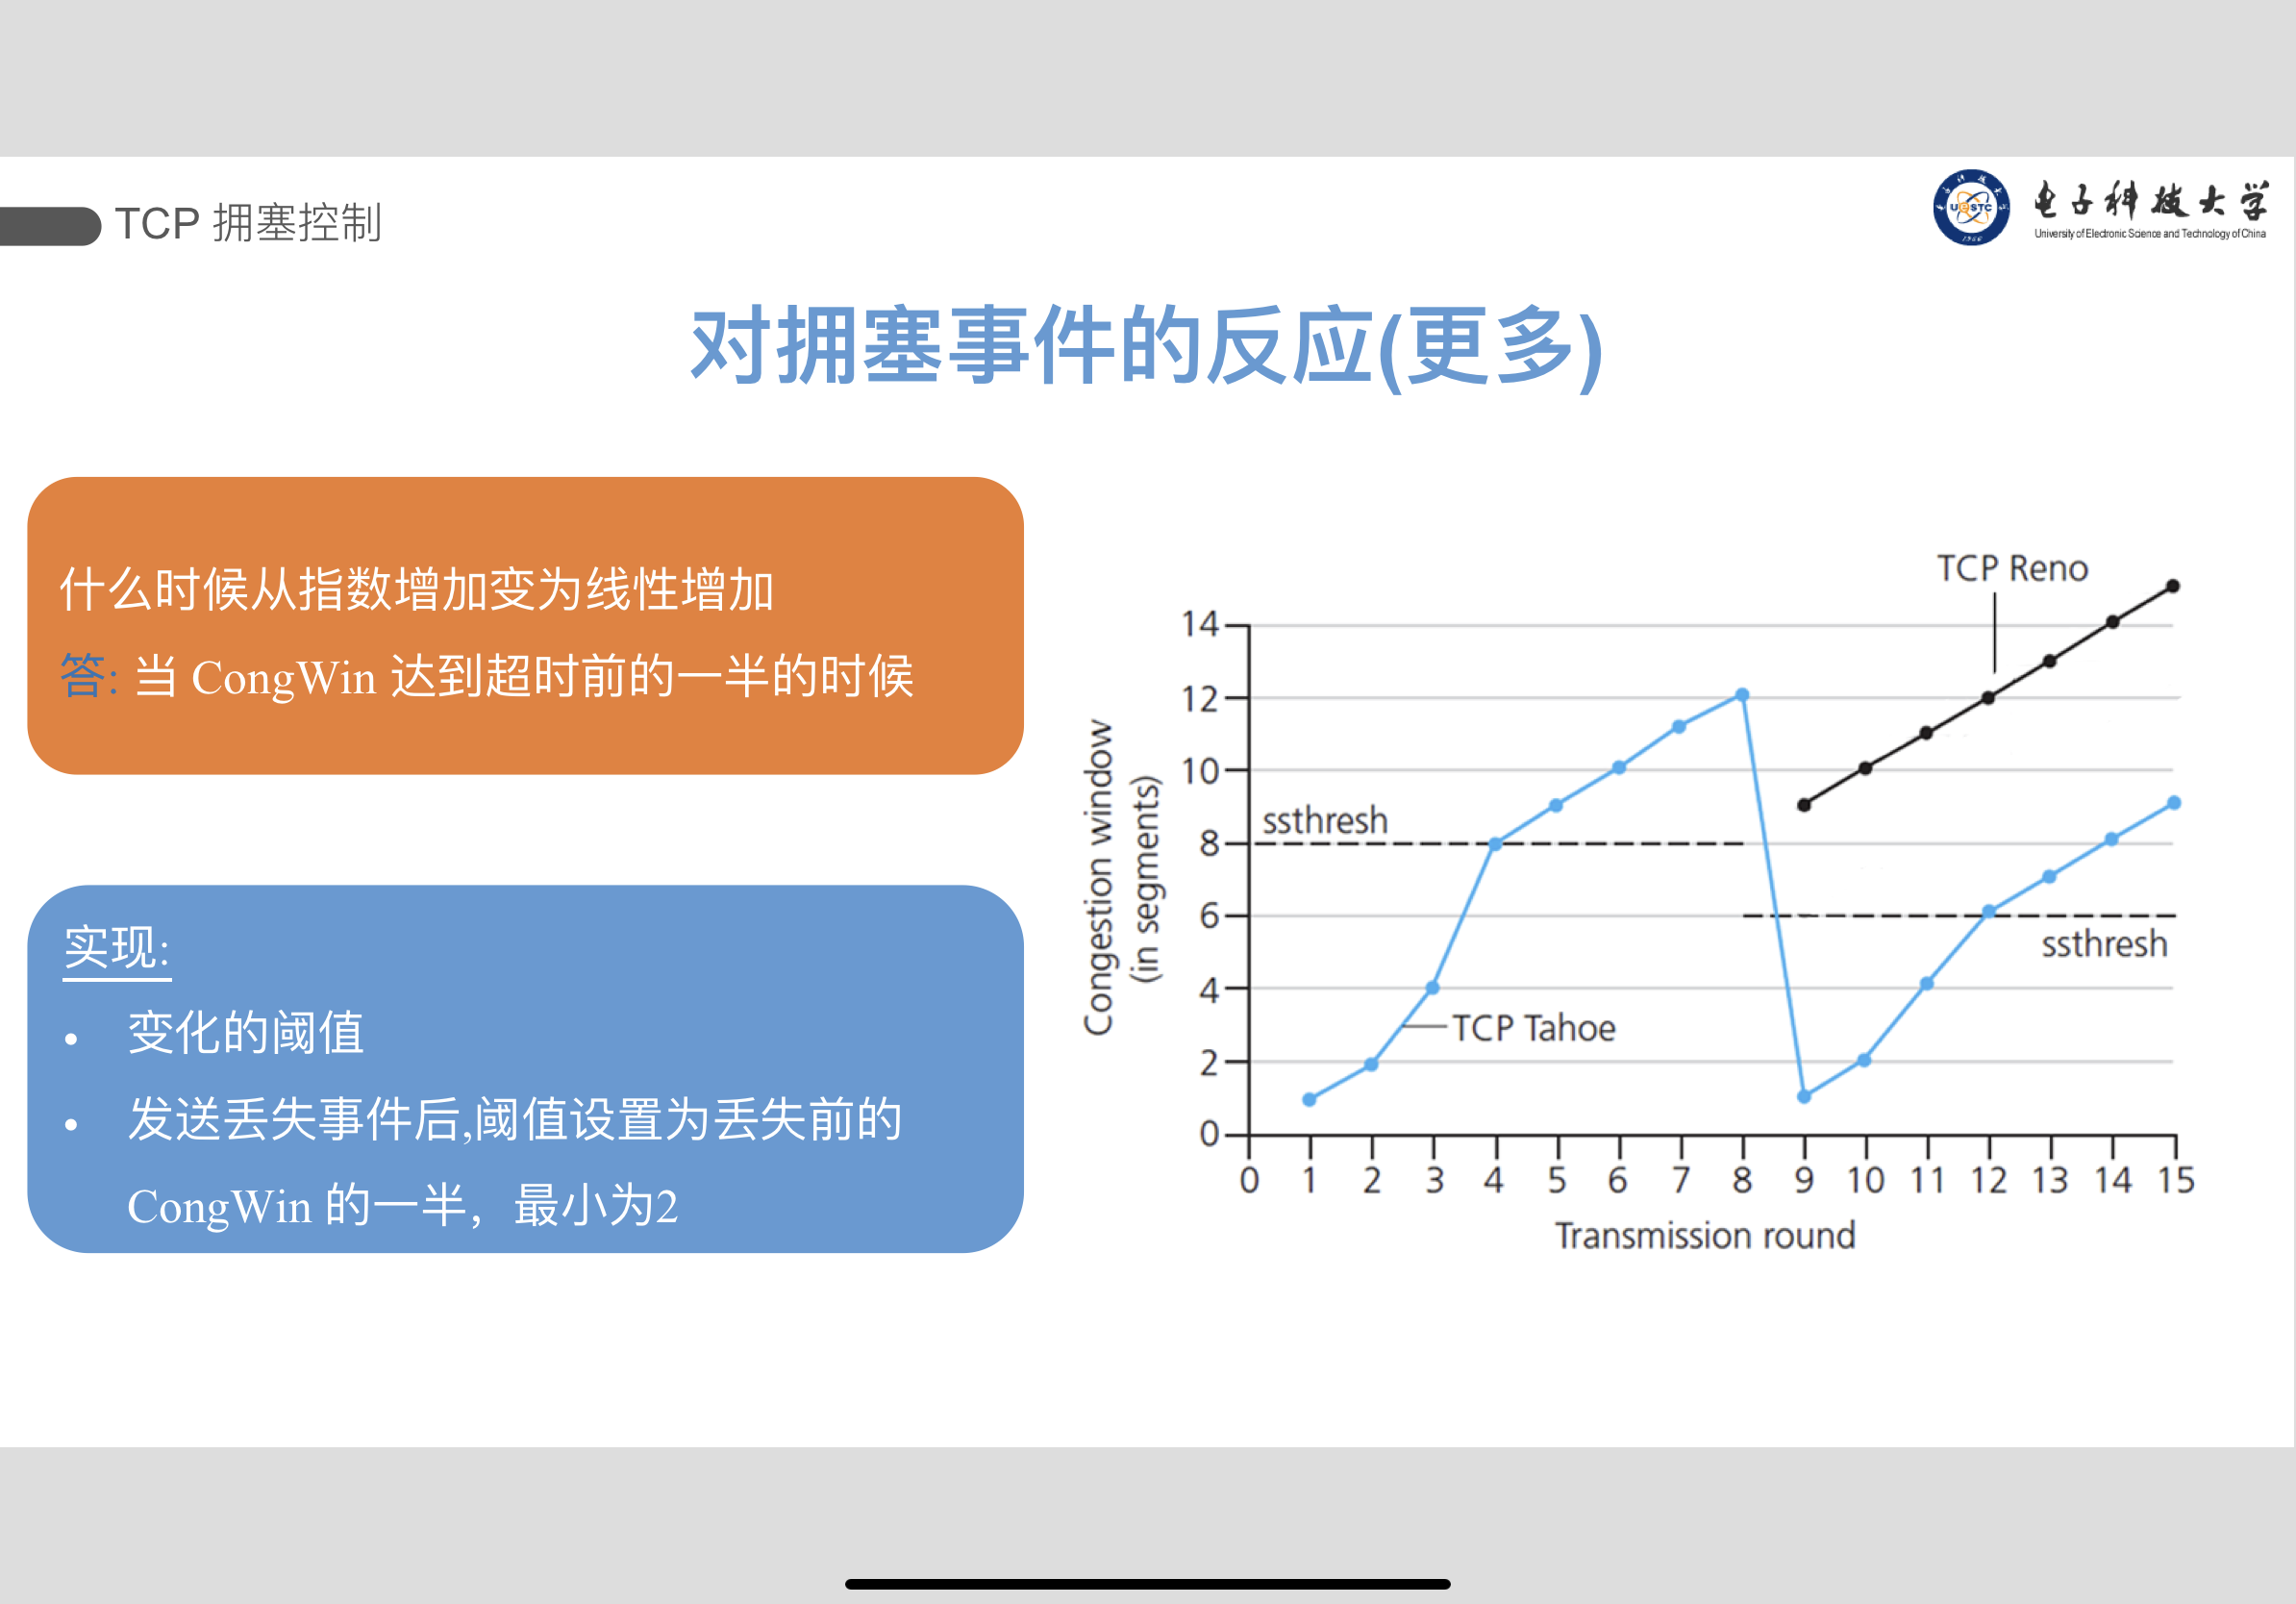 TCP 拥塞控制
电子科技大学
University of Electronic Science and Technology of China
UESTC
1956
对拥塞事件的反应(更多)
什么时候从指数增加变为线性增加
答: 当 CongWin 达到超时前的一半的时候
实现:
• 变化的阈值
• 发送丢失事件后,阈值设置为丢失前的
CongWin 的一半，最小为2
TCP Reno
14
12
10
8
6
4
2
0
Congestion window
(in segments)
ssthresh
ssthresh
TCP Tahoe
0 1 2 3 4 5 6 7 8 9 10 11 12 13 14 15
Transmission round